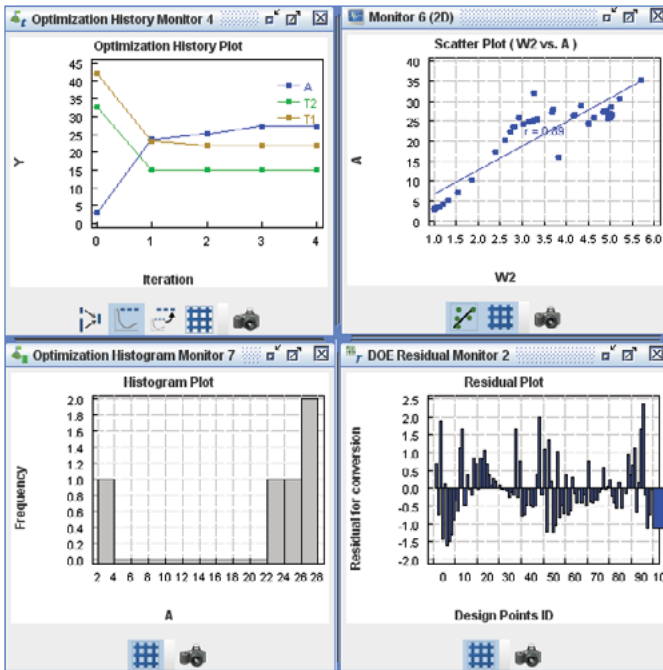 Optimization History Monitor 4
Optimization History Plot
Y
45
40
35
30
25
20
15
10
5
0
A
T2
T1
0 1 2 3 4
Iteration
Monitor 6 (2D)
Scatter Plot ( W2 vs. A )
A
40
35
30
25
20
15
10
5
0
r = 0.89
1.0 1.5 2.0 2.5 3.0 3.5 4.0 4.5 5.0 5.5 6.0
W2
Optimization Histogram Monitor 7
Histogram Plot
Frequency
2.0
1.8
1.6
1.4
1.2
1.0
0.8
0.6
0.4
0.2
0.0
2 4 6 8 10 12 14 16 18 20 22 24 26 28
A
DOE Residual Monitor 2
Residual Plot
Residual for conversion
2.5
2.0
1.5
1.0
0.5
0.0
-0.5
-1.0
-1.5
-2.0
0 10 20 30 40 50 60 70 80 90 10
Design Points ID